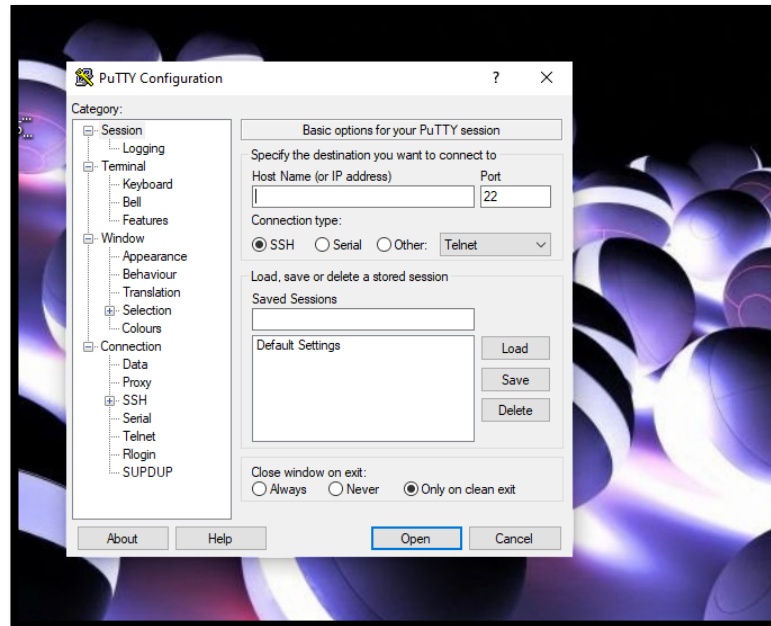 PuTTY Configuration
?
Category:
Session
Logging
Terminal
Keyboard
Bell
Features
Window
Appearance
Behaviour
Translation
Selection
Colours
Connection
Data
Proxy
SSH
Serial
Telnet
Rlogin
SUPDUP
Basic options for your PuTTY session
Specify the destination you want to connect to
Host Name (or IP address) Port
22
Connection type:
SSH Serial Other: Telnet
Load, save or delete a stored session
Saved Sessions
Default Settings
Load
Save
Delete
Close window on exit:
Always Never Only on clean exit
About Help Open Cancel